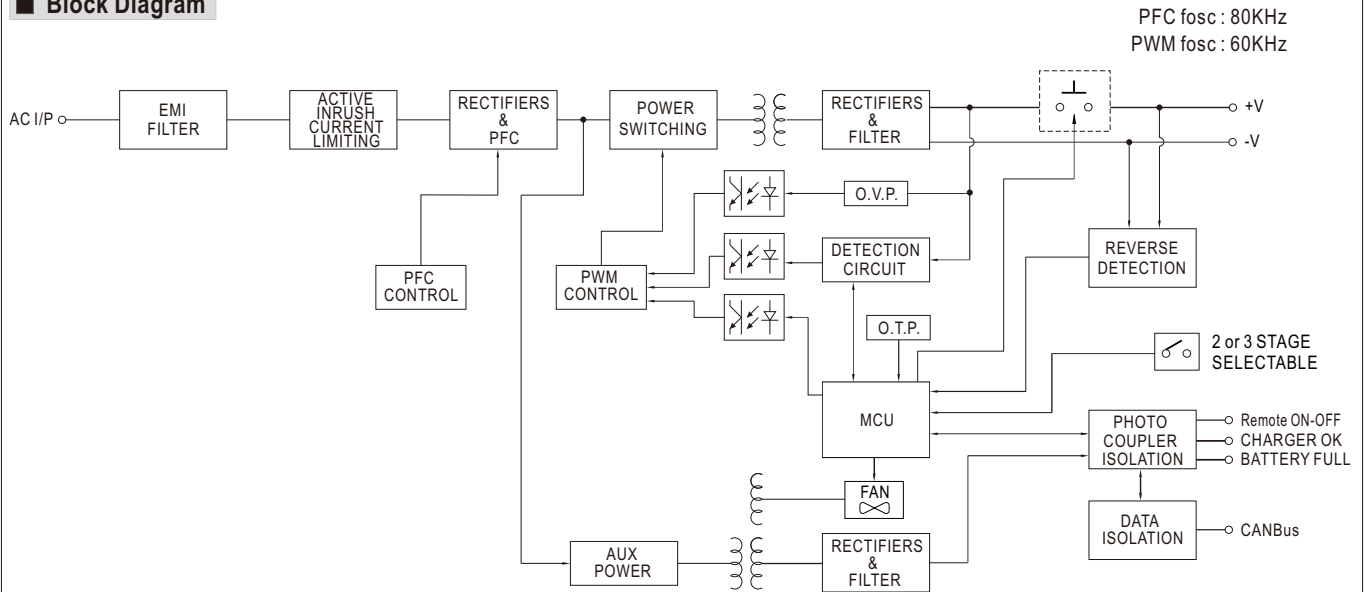 ■ Block Diagram
PFC fosc : 80KHz
PWM fosc : 60KHz
AC I/P
EMI
FILTER
ACTIVE
INRUSH
CURRENT
LIMITING
RECTIFIERS
&
PFC
POWER
SWITCHING
RECTIFIERS
&
FILTER
+V
-V
O.V.P.
DETECTION
CIRCUIT
REVERSE
DETECTION
PFC
CONTROL
PWM
CONTROL
O.T.P.
2 or 3 STAGE
SELECTABLE
MCU
PHOTO
COUPLER
ISOLATION
Remote ON-OFF
CHARGER OK
BATTERY FULL
FAN
DATA
ISOLATION
CANBus
AUX
POWER
RECTIFIERS
&
FILTER